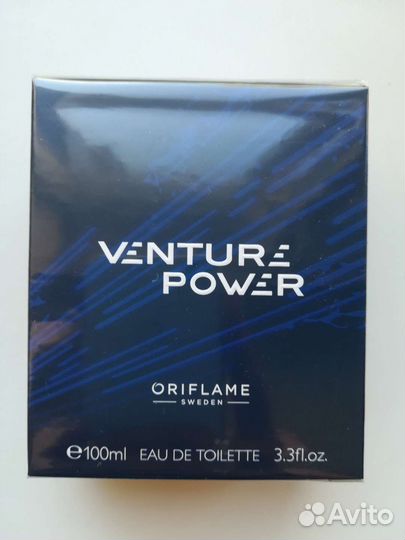 VENTURE
POWER
ORIFLAME
SWEDEN
℮100ml EAU DE TOILETTE 3.3fl.oz.
Avito